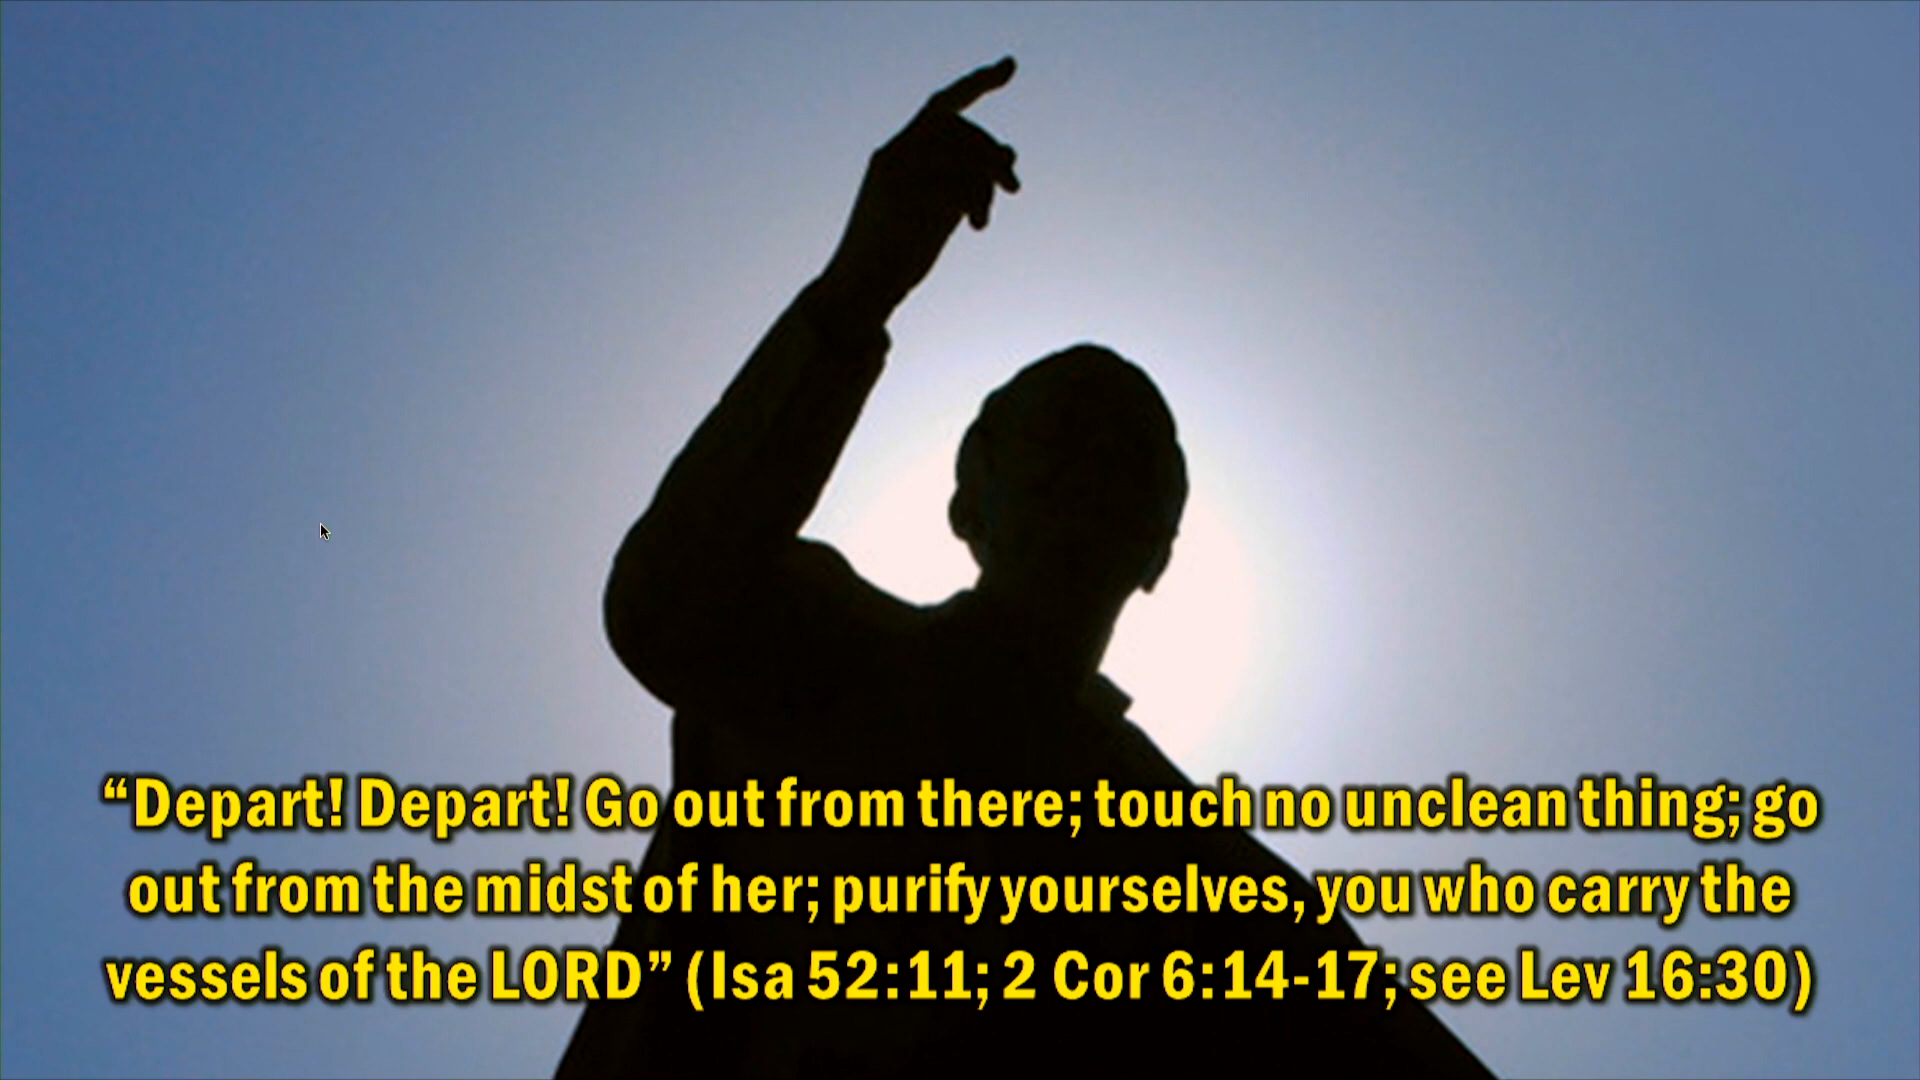 “Depart! Depart! Go out from there; touch no unclean thing; go
out from the midst of her; purify yourselves, you who carry the
vessels of the LORD” (Isa 52:11; 2 Cor 6:14-17; see Lev 16:30)